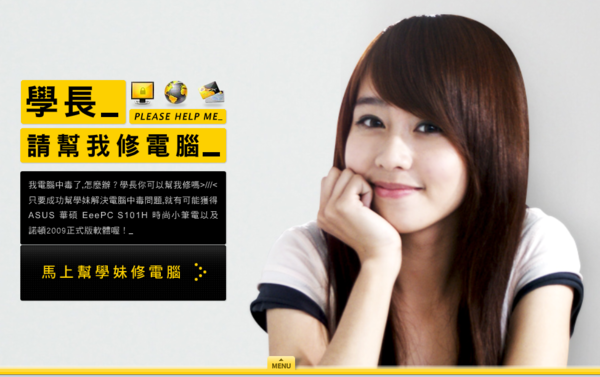 學長_
PLEASE HELP ME_
請幫我修電腦_
我電腦中毒了,怎麼辦？學長你可以幫我修嗎>///<
只要成功幫學妹解決電腦中毒問題,就有可能獲得
ASUS 華碩 EeePC S101H 時尚小筆電以及
諾頓2009正式版軟體喔！_
馬上幫學妹修電腦
MENU